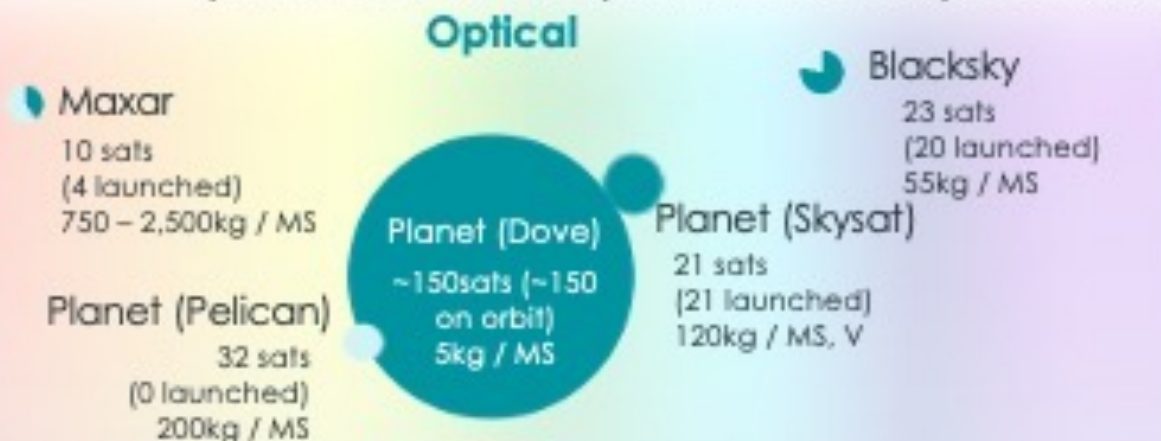 Optical
Maxar
10 sats
(4 launched)
750 – 2,500kg / MS
Blacksky
23 sats
(20 launched)
55kg / MS
Planet (Dove)
~150sats (~150
on orbit)
5kg / MS
Planet (Skysat)
21 sats
(21 launched)
120kg / MS, V
Planet (Pelican)
32 sats
(0 launched)
200kg / MS